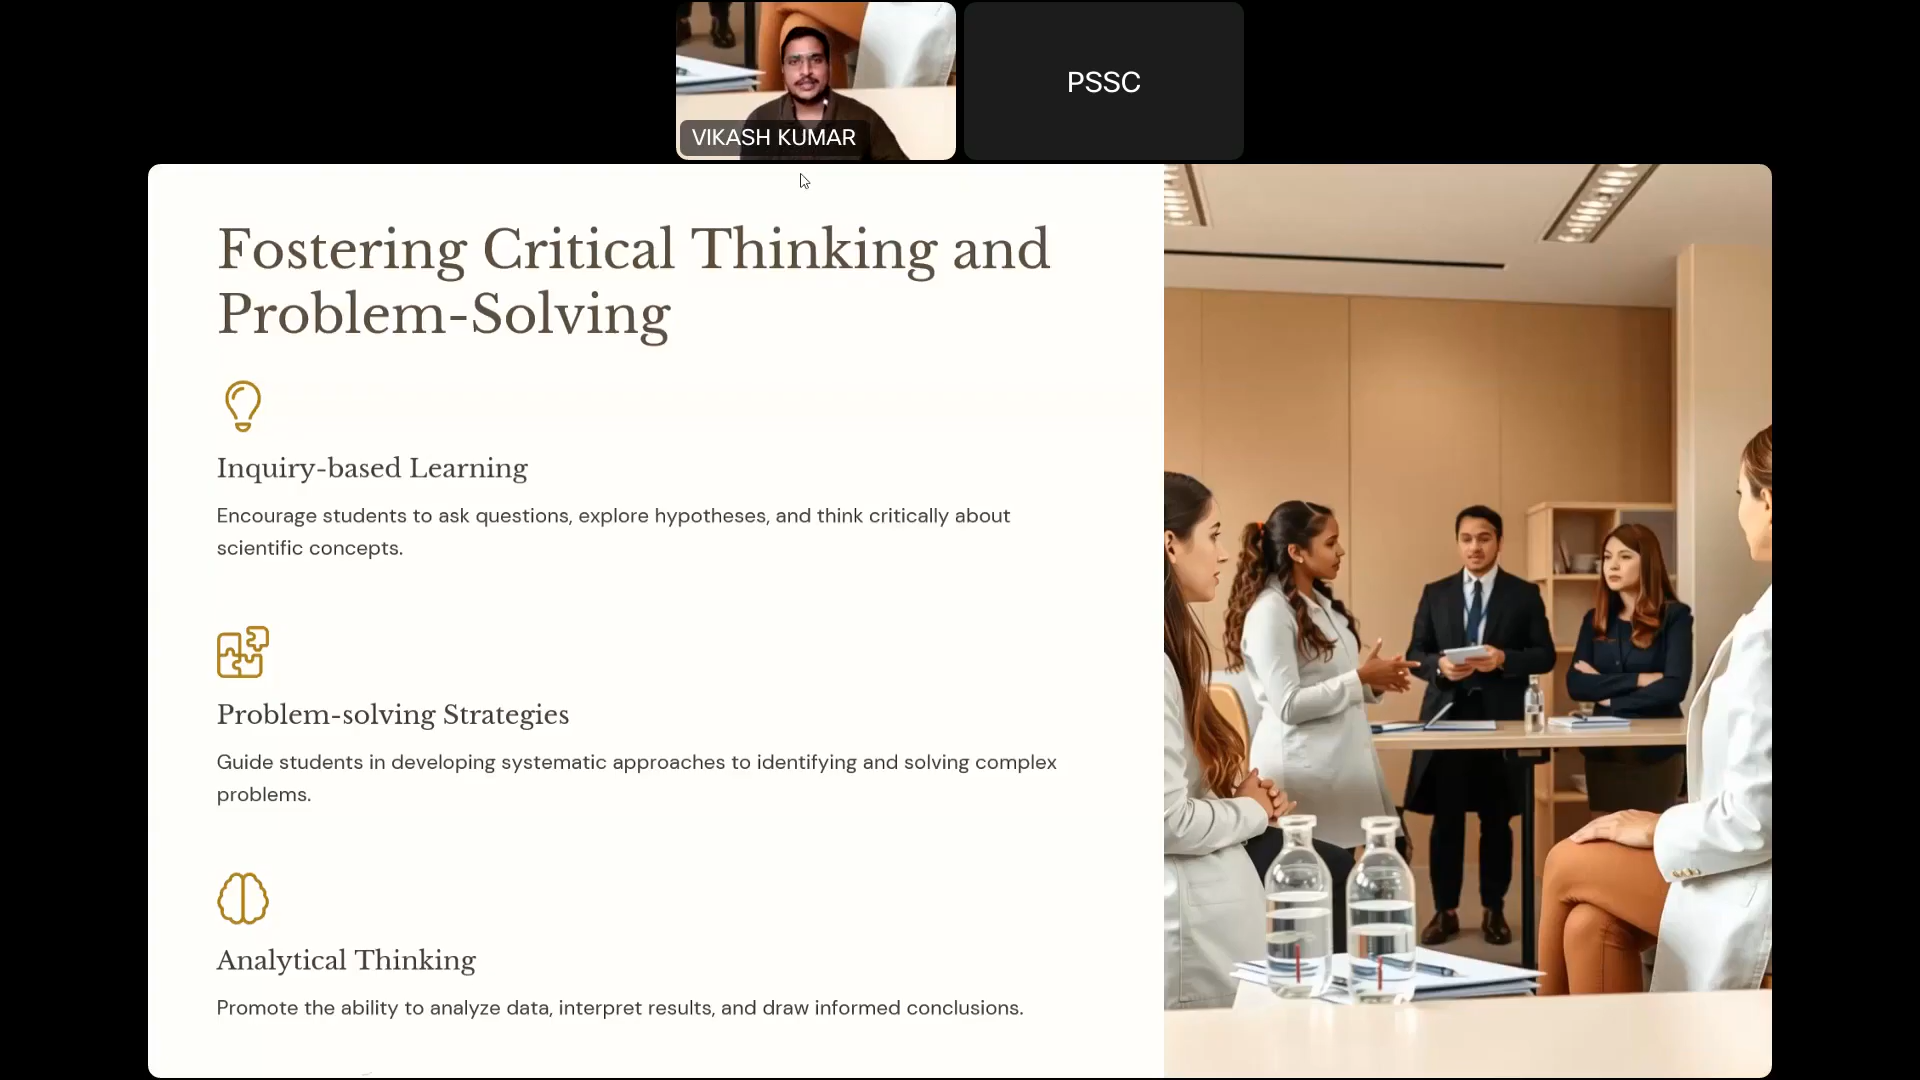 VIKASH KUMAR
PSSC
Fostering Critical Thinking and
Problem-Solving
Inquiry-based Learning
Encourage students to ask questions, explore hypotheses, and think critically about
scientific concepts.
Problem-solving Strategies
Guide students in developing systematic approaches to identifying and solving complex
problems.
Analytical Thinking
Promote the ability to analyze data, interpret results, and draw informed conclusions.